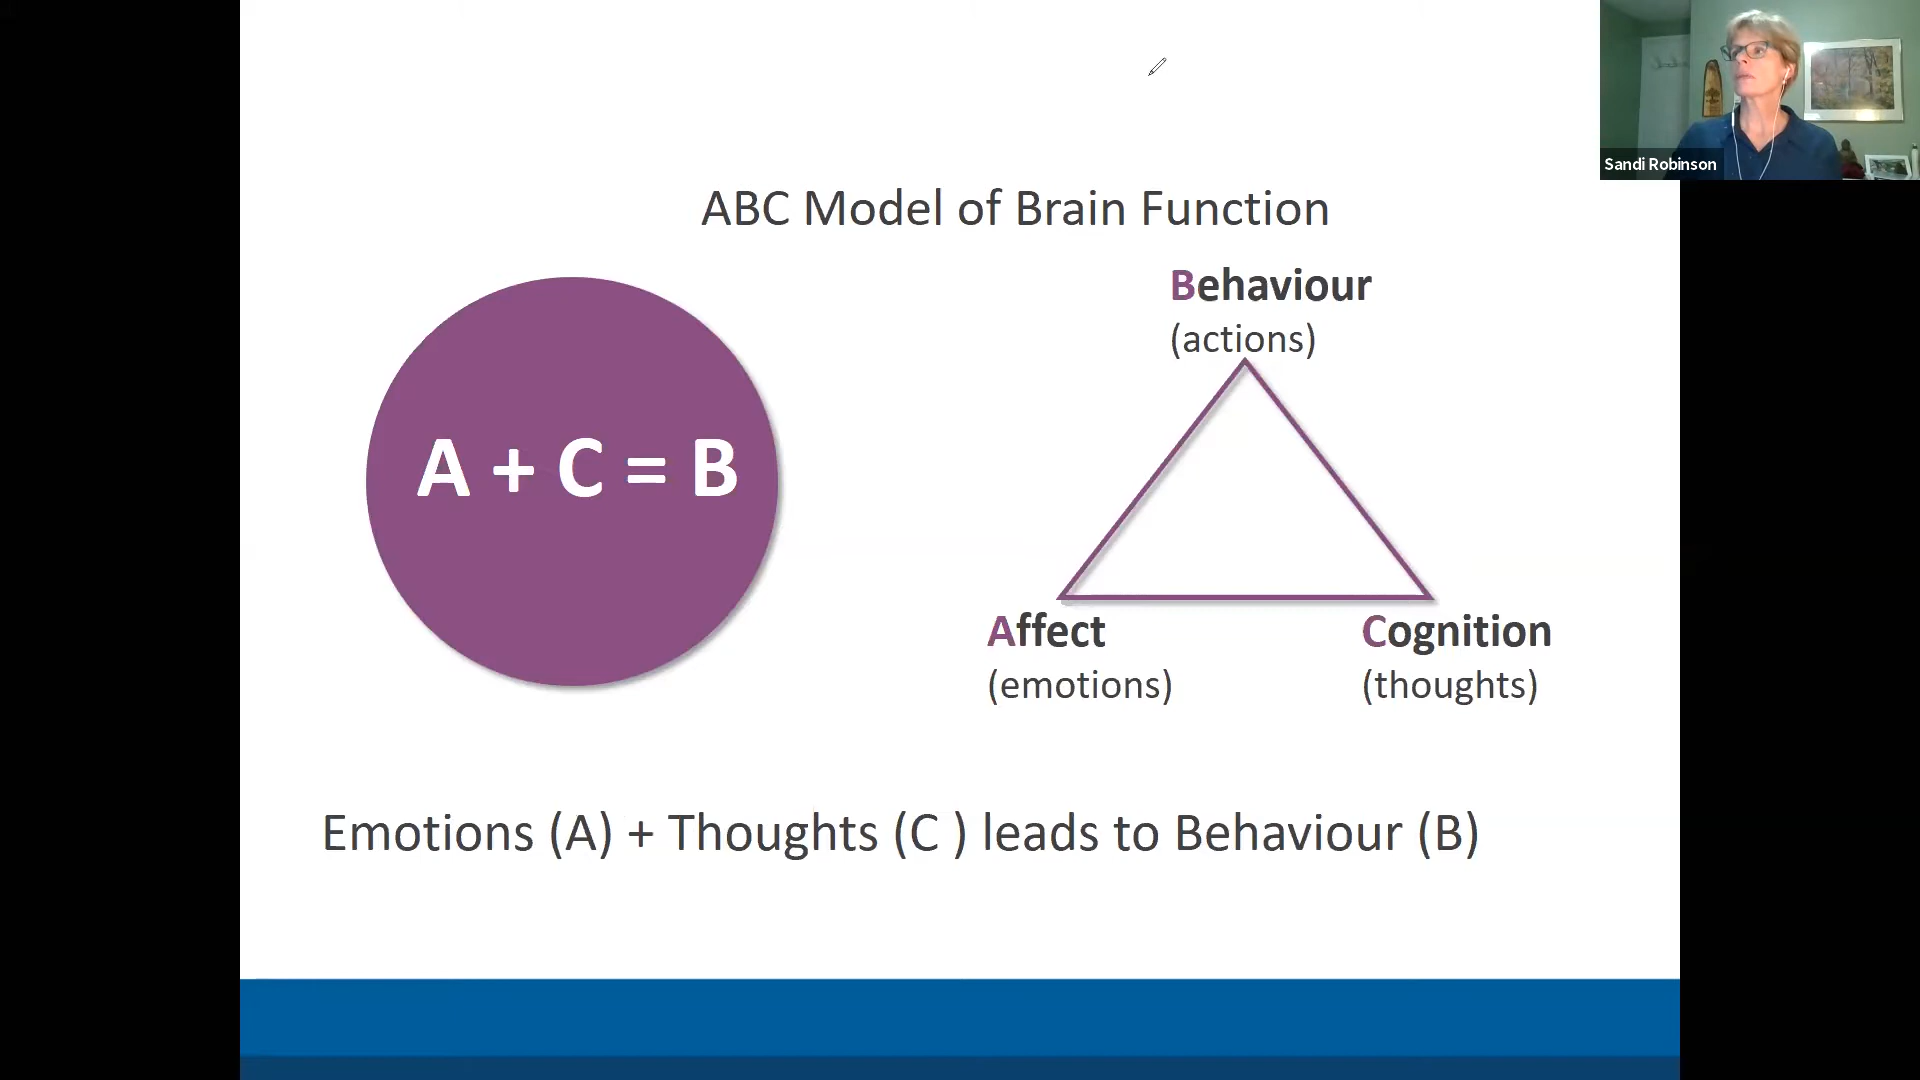 Sandi Robinson
ABC Model of Brain Function
Behaviour
(actions)
A + C = B
Affect
(emotions)
Cognition
(thoughts)
Emotions (A) + Thoughts (C ) leads to Behaviour (B)